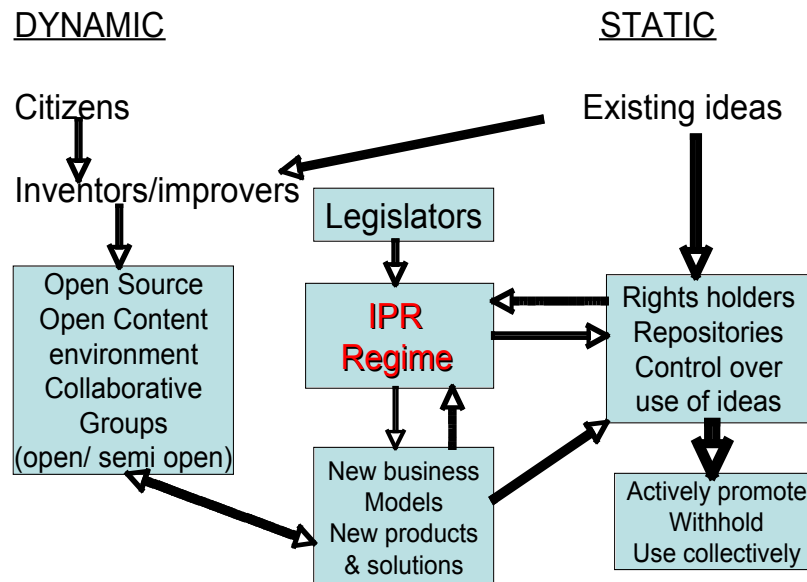 DYNAMIC
STATIC
Citizens
Existing ideas
Inventors/improvers
Legislators
Open Source
Open Content
environment
Collaborative
Groups
(open/ semi open)
IPR
Regime
Rights holders
Repositories
Control over
use of ideas
New business
Models
New products
& solutions
Actively promote
Withhold
Use collectively